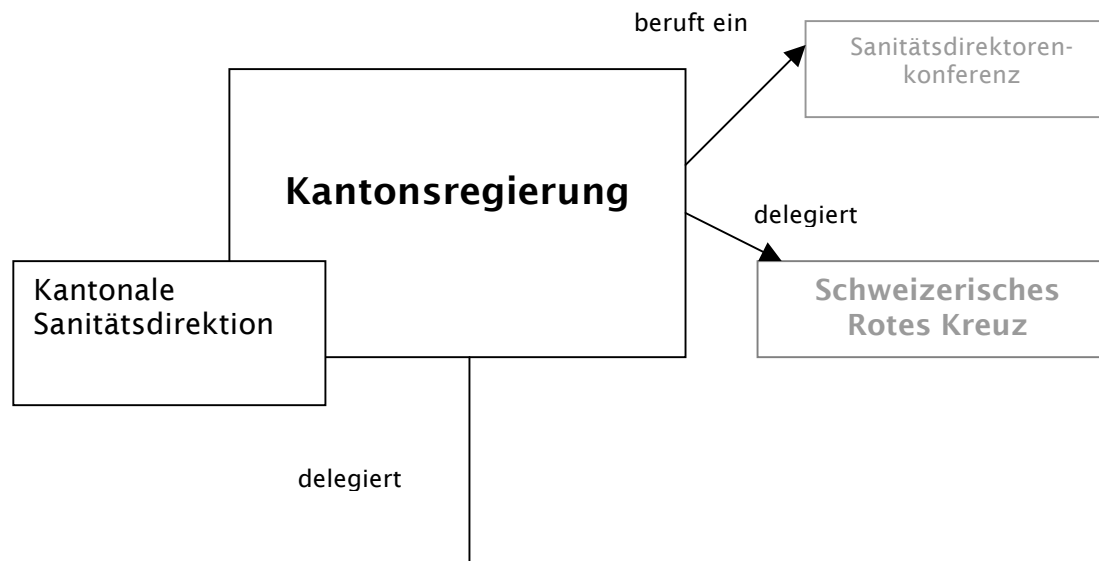 beruft ein
Sanitätsdirektoren-
konferenz
Kantonsregierung
delegiert
Kantonale
Sanitätsdirektion
Schweizerisches
Rotes Kreuz
delegiert